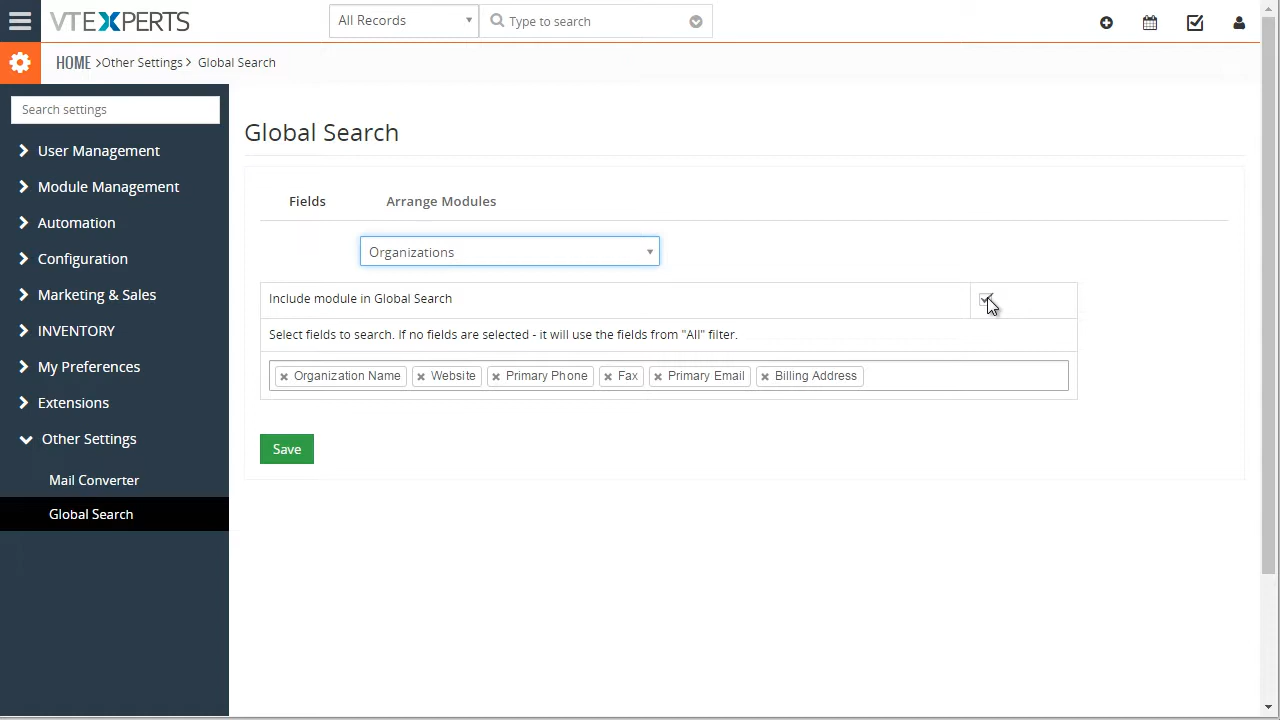 VTEXPERTS
All Records
Type to search
HOME >Other Settings > Global Search
Search settings
User Management
Module Management
Automation
Configuration
Marketing & Sales
INVENTORY
My Preferences
Extensions
Other Settings
Mail Converter
Global Search
Global Search
Fields Arrange Modules
Organizations
Include module in Global Search
Select fields to search. If no fields are selected - it will use the fields from "All" filter.
Organization Name Website Primary Phone Fax Primary Email Billing Address
Save